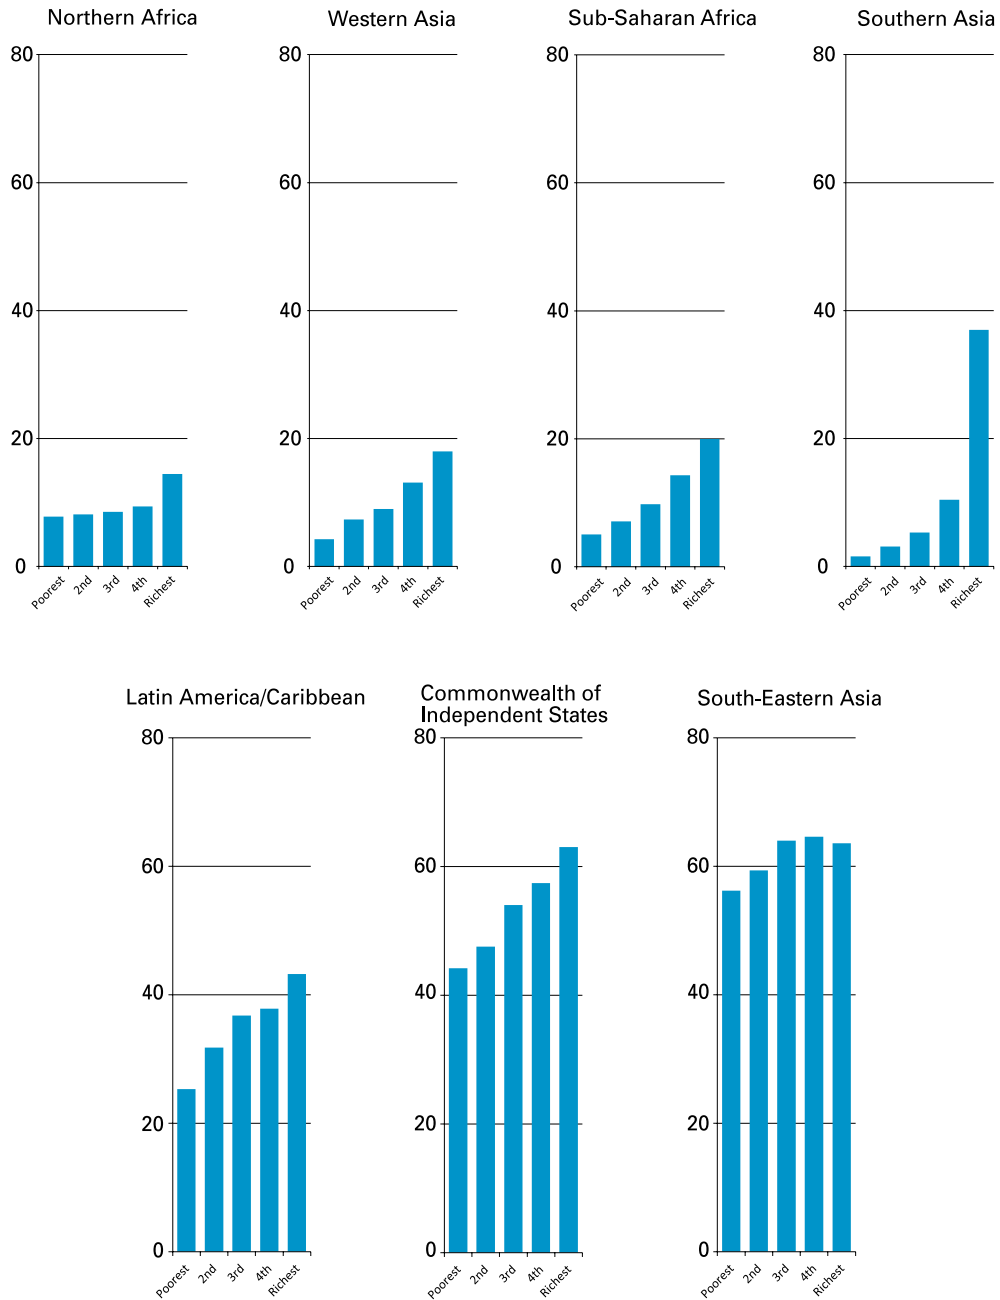 Northern Africa
80
60
40
20
0
Poorest 2nd 3rd 4th Richest
Western Asia
80
60
40
20
0
Poorest 2nd 3rd 4th Richest
Sub-Saharan Africa
80
60
40
20
0
Poorest 2nd 3rd 4th Richest
Southern Asia
80
60
40
20
0
Poorest 2nd 3rd 4th Richest
Latin America/Caribbean
80
60
40
20
0
Poorest 2nd 3rd 4th Richest
Commonwealth of
Independent States
80
60
40
20
0
Poorest 2nd 3rd 4th Richest
South-Eastern Asia
80
60
40
20
0
Poorest 2nd 3rd 4th Richest